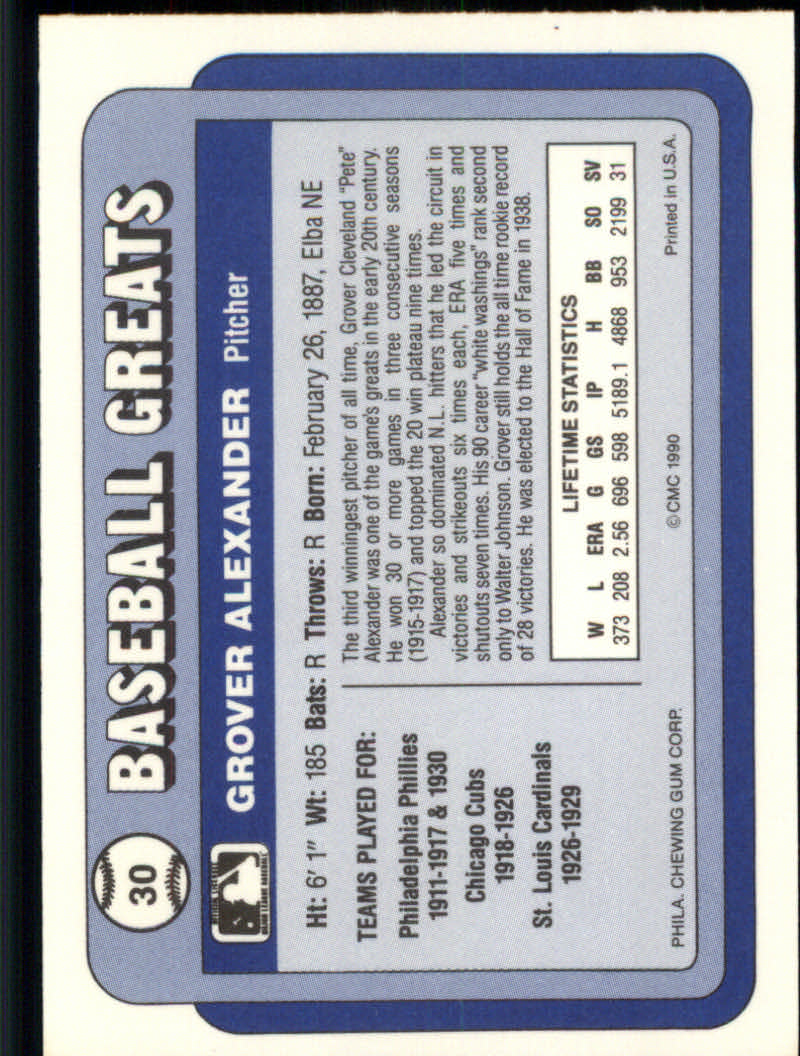 30
BASEBALL GREATS
GROVER ALEXANDER Pitcher
Ht: 6' 1" Wt: 185 Bats: R Throws: R Born: February 26, 1887, Elba NE
TEAMS PLAYED FOR:
Philadelphia Phillies
1911-1917 & 1930
Chicago Cubs
1918-1926
St. Louis Cardinals
1926-1929
The third winningest pitcher of all time, Grover Cleveland "Pete"
Alexander was one of the game's greats in the early 20th century.
He won 30 or more games in three consecutive seasons
(1915-1917) and topped the 20 win plateau nine times.
Alexander so dominated N.L. hitters that he led the circuit in
victories and strikeouts six times each, ERA five times and
shutouts seven times. His 90 career "white washings" rank second
only to Walter Johnson. Grover still holds the all time rookie record
of 28 victories. He was elected to the Hall of Fame in 1938.
LIFETIME STATISTICS
W L ERA G GS IP H BB SO SV
373 208 2.56 696 598 5189.1 4868 953 2199 31
PHILA. CHEWING GUM CORP. © CMC 1990 Printed in U.S.A.